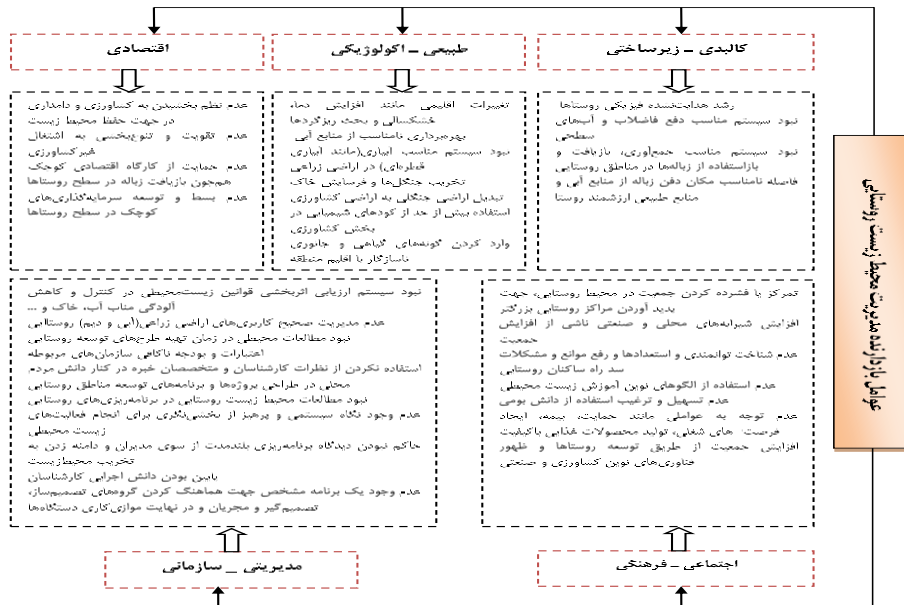 کالبدی – زیرساختی
طبیعی – اکولوژیکی
اقتصادی
رشد هدایت‌نشده فیزیکی روستاها
نبود سیستم مناسب دفع فاضلاب و آب‌های
سطحی
نبود سیستم مناسب جمع‌آوری، بازیافت و
بازاستفاده از زباله‌ها در مناطق روستایی
فاصله نامناسب مکان دفن زباله از منابع آبی و
منابع طبیعی ارزشمند روستا
تغییرات اقلیمی مانند افزایش دما،
خشکسالی و بحث ریزگردها
بهره‌برداری نامناسب از منابع آبی
نبود سیستم مناسب آبیاری(مانند آبیاری
قطره‌ای) در اراضی زراعی
تخریب جنگل‌ها و فرسایش خاک
تبدیل اراضی جنگلی به اراضی کشاورزی
استفاده بیش از حد از کودهای شیمیایی در
بخش کشاورزی
وارد کردن گونه‌های گیاهی و جانوری
ناسازگار با اقلیم منطقه
عدم نظم بخشیدن به کشاورزی و دامداری
در جهت حفظ محیط زیست
عدم تقویت و تنوع‌بخشی به اشتغال
غیرکشاورزی
عدم حمایت از کارگاه اقتصادی کوچک
همچون بازیافت زباله در سطح روستاها
عدم بسط و توسعه سرمایه‌گذاری‌های
کوچک در سطح روستاها
عوامل بازدارنده مدیریت محیط زیست روستایی
تمرکز یا فشرده کردن جمعیت در محیط روستایی، جهت
پدید آوردن مراکز روستایی بزرگتر
افزایش شیرابه‌های محلی و صنعتی ناشی از افزایش
جمعیت
عدم شناخت توانمندی و استعدادها و رفع موانع و مشکلات
سد راه ساکنان روستایی
عدم استفاده از الگوهای نوین آموزش زیست محیطی
عدم تسهیل و ترغیب استفاده از دانش بومی
عدم توجه به عواملی مانند حمایت، بیمه، ایجاد
فرصت های شغلی، تولید محصولات غذایی باکیفیت
افزایش جمعیت از طریق توسعه روستاها و ظهور
فناوری‌های نوین کساورزی و صنعتی
نبود سیستم ارزیابی اثربخشی قوانین زیست‌محیطی در کنترل و کاهش
آلودگی مناب آب، خاک و ...
عدم مدیریت صحیح کاربری‌های اراضی زراعی(آبی و دیم) روستاایی
نبود مطالعات محیطی در زمان تهیه طرح‌های توسعه روستایی
اعتبارات و بودجه ناکافی سازمان‌های مربوطه
استفاده نکردن از نظرات کارشناسان و متخصصان خبره در کنار دانش مردم
محلی در طراحی پروژه‌ها و برنامه‌های توسعه مناطق روستایی
نبود مطالعات محیط زیست روستایی در برنامه‌ریزی‌های روستایی
عدم وجود نگاه سیستمی و پرهیز از بخشی‌نگری برای انجام فعالیت‌های
زیست محیطی
حاکم نبودن دیدگاه برنامه‌ریزی بلندمدت از سوی مدیران و دامنه زدن به
تخریب محیط‌زیست
پایین بودن دانش اجرایی کارشناسان
عدم وجود یک برنامه مشخص جهت هماهنگ کردن گروه‌های تصمیم‌ساز،
تصمیم‌گیر و مجریان و در نهایت موازی‌کاری دستگاه‌ها
اجتماعی – فرهنگی
مدیریتی – سازمانی